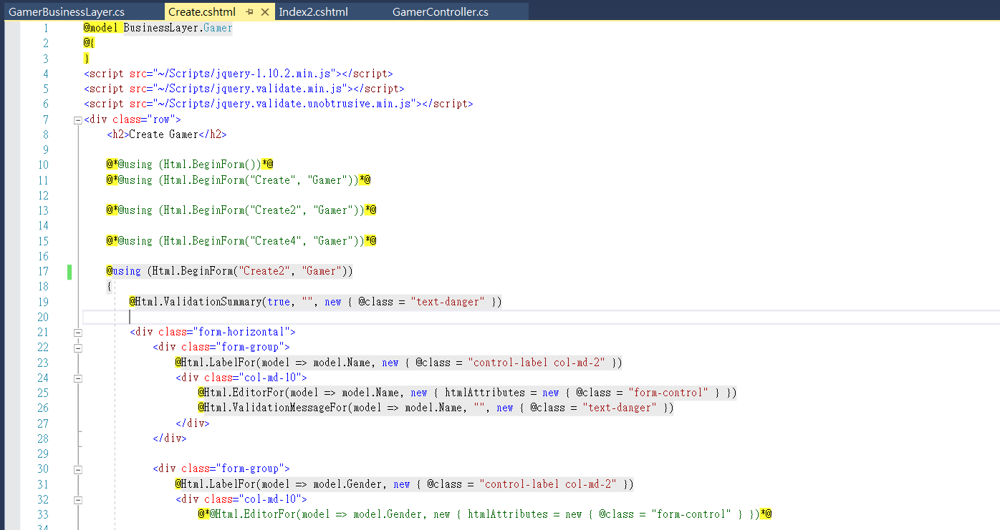 GamerBusinessLayer.cs Create.cshtml Index2.cshtml GamerController.cs
1 @model BusinessLayer.Gamer
2 @{
3 }
4 <script src="~/Scripts/jquery-1.10.2.min.js"></script>
5 <script src="~/Scripts/jquery.validate.min.js"></script>
6 <script src="~/Scripts/jquery.validate.unobtrusive.min.js"></script>
7 <div class="row">
8 <h2>Create Gamer</h2>
9
10 @*@using (Html.BeginForm())*@
11 @*@using (Html.BeginForm("Create", "Gamer"))*@
12
13 @*@using (Html.BeginForm("Create2", "Gamer"))*@
14
15 @*@using (Html.BeginForm("Create4", "Gamer"))*@
16
17 @using (Html.BeginForm("Create2", "Gamer"))
18 {
19 @Html.ValidationSummary(true, "", new { @class = "text-danger" })
20
21 <div class="form-horizontal">
22 <div class="form-group">
23 @Html.LabelFor(model => model.Name, new { @class = "control-label col-md-2" })
24 <div class="col-md-10">
25 @Html.EditorFor(model => model.Name, new { htmlAttributes = new { @class = "form-control" } })
26 @Html.ValidationMessageFor(model => model.Name, "", new { @class = "text-danger" })
27 </div>
28 </div>
29
30 <div class="form-group">
31 @Html.LabelFor(model => model.Gender, new { @class = "control-label col-md-2" })
32 <div class="col-md-10">
33 @*@Html.EditorFor(model => model.Gender, new { htmlAttributes = new { @class = "form-control" } })*@
34